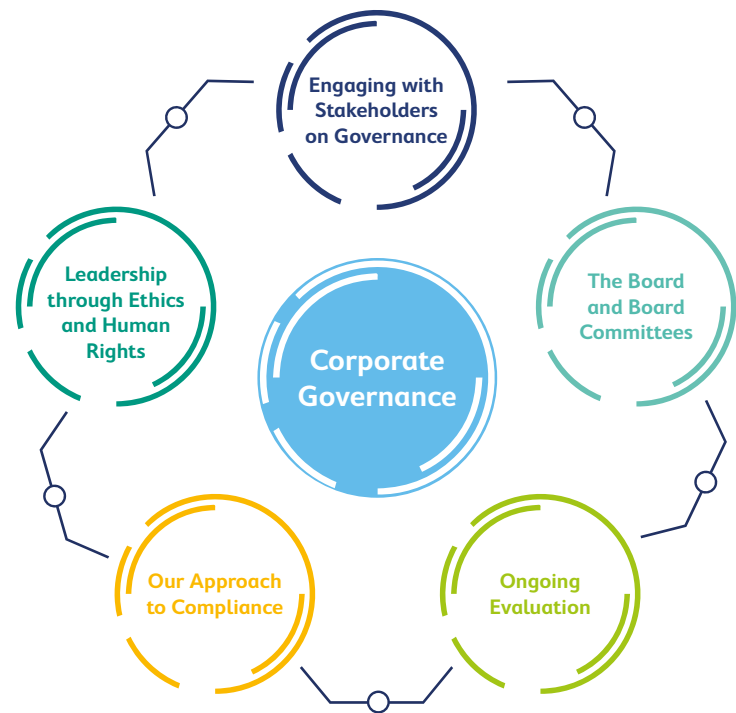 Engaging with
Stakeholders
on Governance
Leadership
through Ethics
and Human
Rights
The Board
and Board
Committees
Corporate
Governance
Our Approach
to Compliance
Ongoing
Evaluation